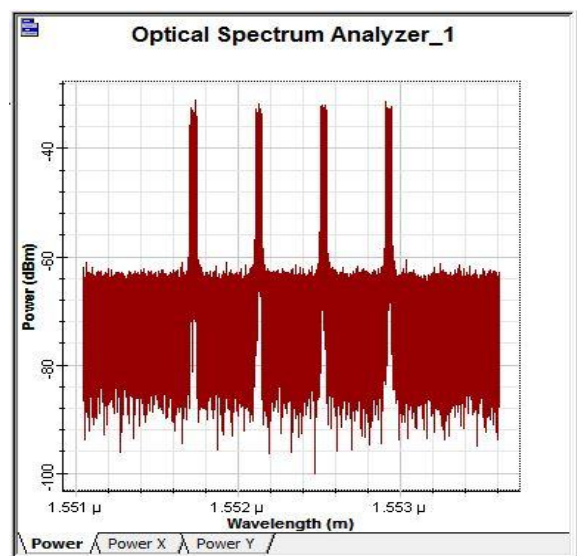 Optical Spectrum Analyzer_1
Power (dBm)
-40
-60
-80
-100
1.551 µ
1.552 µ
1.553 µ
Wavelength (m)
Power
Power X
Power Y